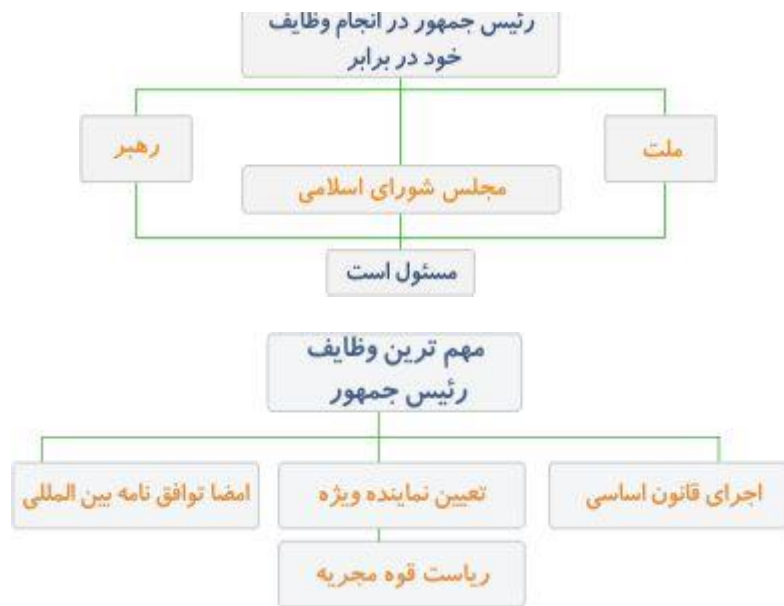 رئیس جمهور در انجام وظایف
خود در برابر
ملت
رهبر
مجلس شورای اسلامی
مسئول است
مهم ترین وظایف
رئیس جمهور
اجرای قانون اساسی
تعیین نماینده ویژه
امضا توافق نامه بین المللی
ریاست قوه مجریه